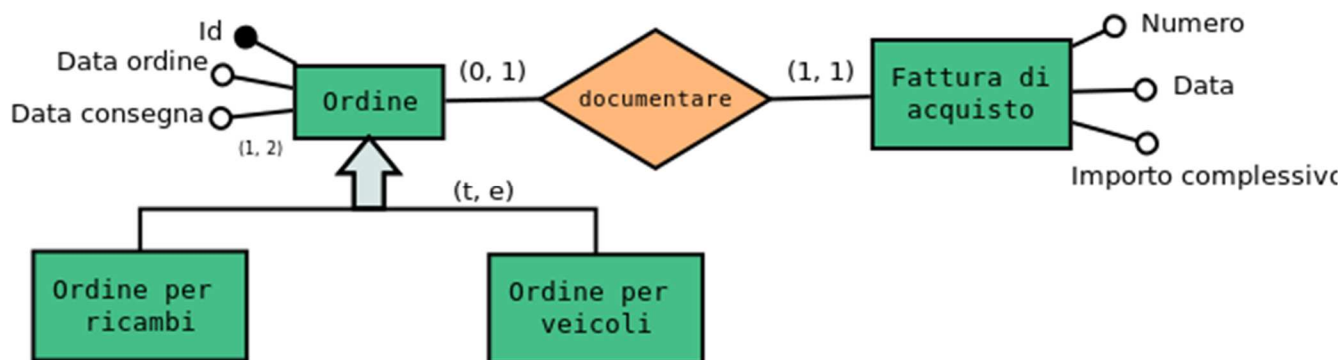 Id
Data ordine
Data consegna
(1, 2)
Ordine
(0, 1)
documentare
(1, 1)
Fattura di
acquisto
Numero
Data
Importo complessivo
(t, e)
Ordine per
ricambi
Ordine per
veicoli